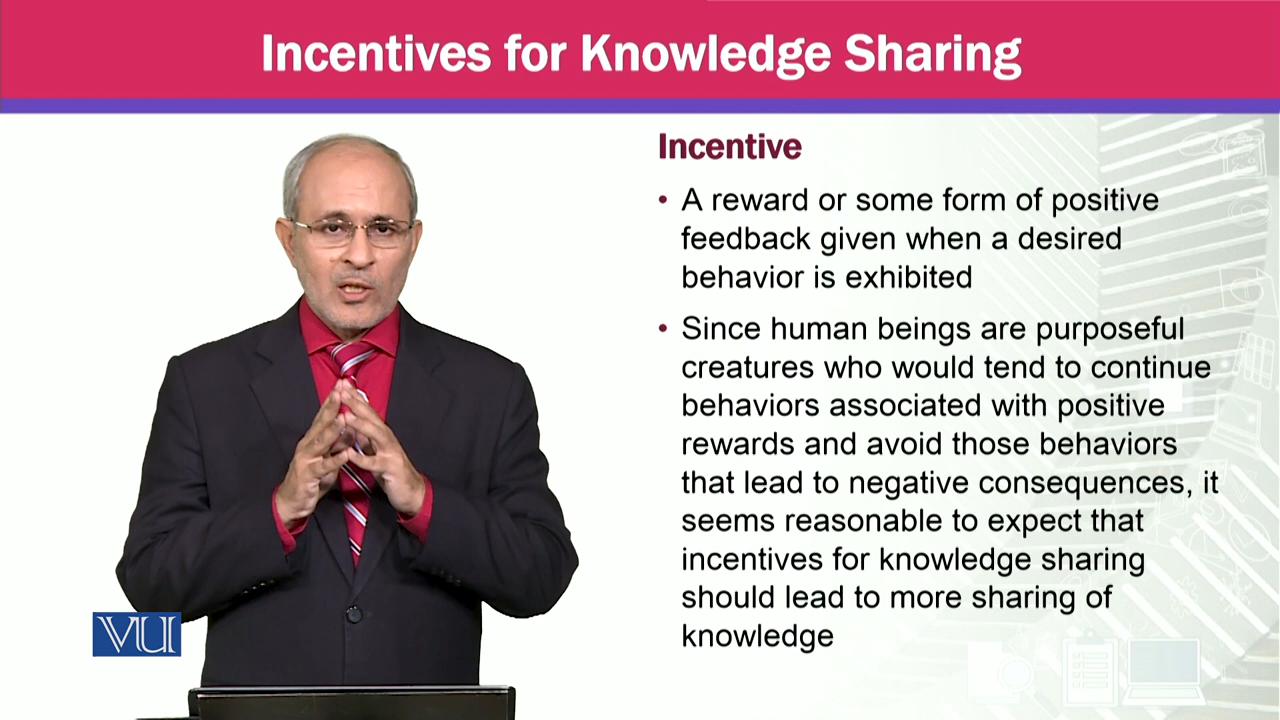 Incentives for Knowledge Sharing
Incentive
• A reward or some form of positive
feedback given when a desired
behavior is exhibited
• Since human beings are purposeful
creatures who would tend to continue
behaviors associated with positive
rewards and avoid those behaviors
that lead to negative consequences, it
seems reasonable to expect that
incentives for knowledge sharing
should lead to more sharing of
knowledge
VU